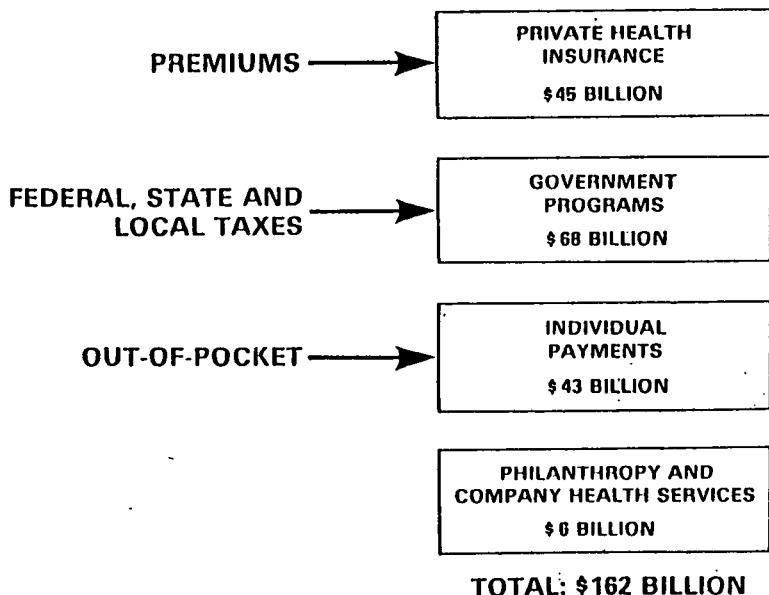 PREMIUMS
PRIVATE HEALTH
INSURANCE
$45 BILLION
FEDERAL, STATE AND
LOCAL TAXES
GOVERNMENT
PROGRAMS
$68 BILLION
OUT-OF-POCKET
INDIVIDUAL
PAYMENTS
$43 BILLION
PHILANTHROPY AND
COMPANY HEALTH SERVICES
$6 BILLION
TOTAL: $162 BILLION